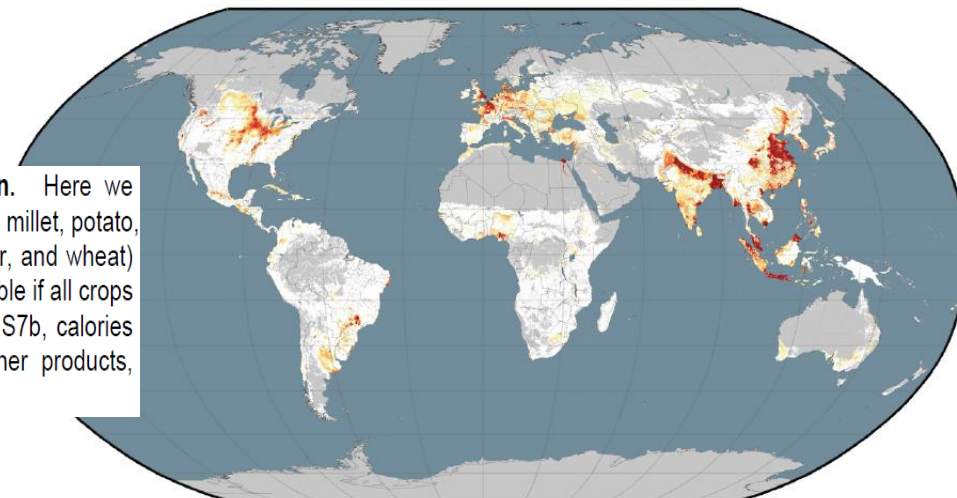 n. Here we
millet, potato,
r, and wheat)
ble if all crops
S7b, calories
her products,